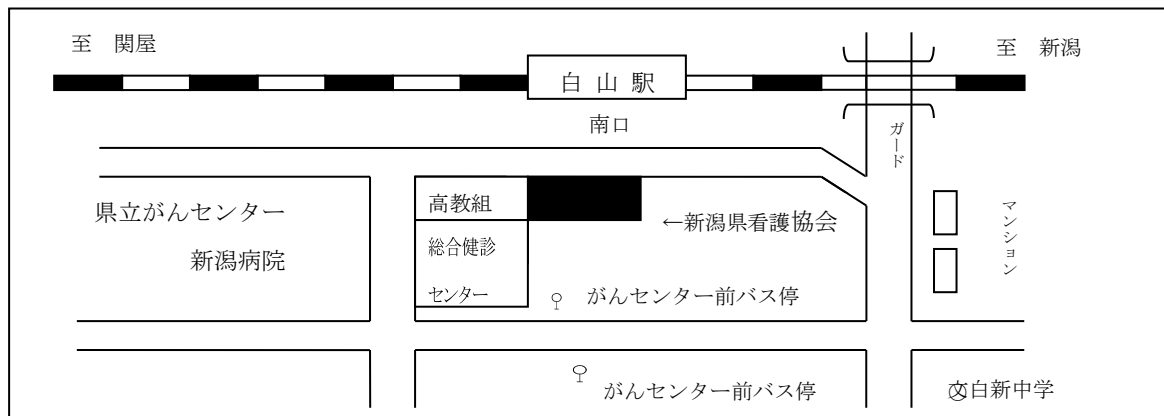 至 関屋
至 新潟
白 山 駅
南口
ガード
高教組
県立がんセンター
新潟病院
←新潟県看護協会
マンション
総合健診
センター
がんセンター前バス停
がんセンター前バス停
文白新中学